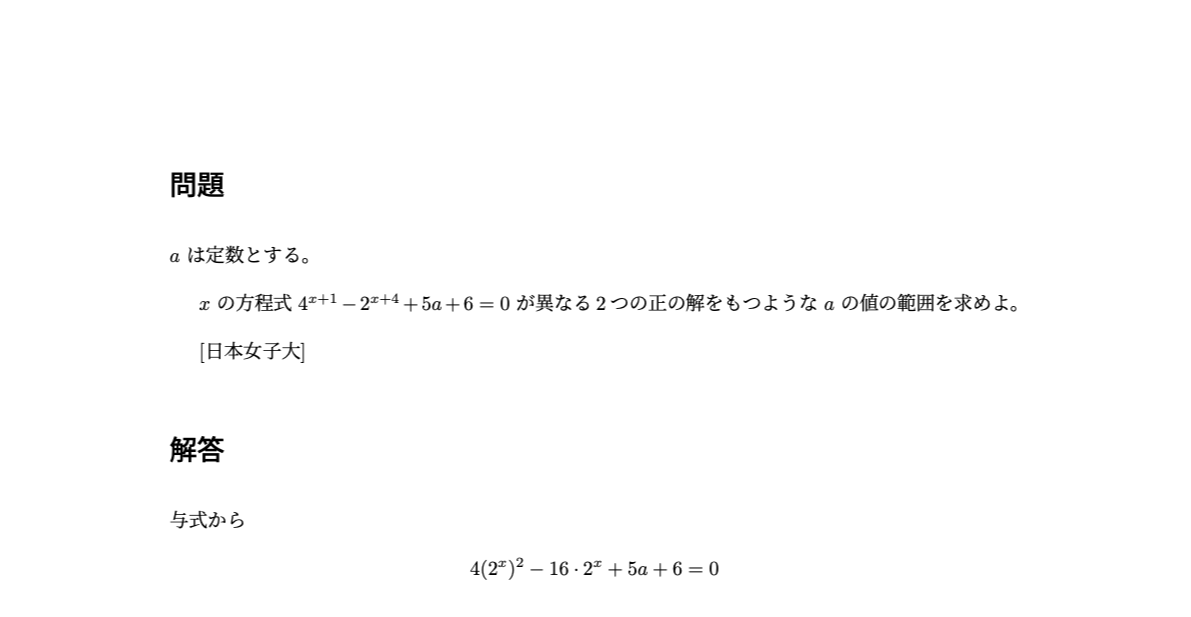 問題
a は定数とする。
x の方程式 4^{x+1} − 2^{x+4} + 5a + 6 = 0 が異なる 2 つの正の解をもつような a の値の範囲を求めよ。
[日本女子大]
解答
与式から
4(2^x)^2 − 16 · 2^x + 5a + 6 = 0